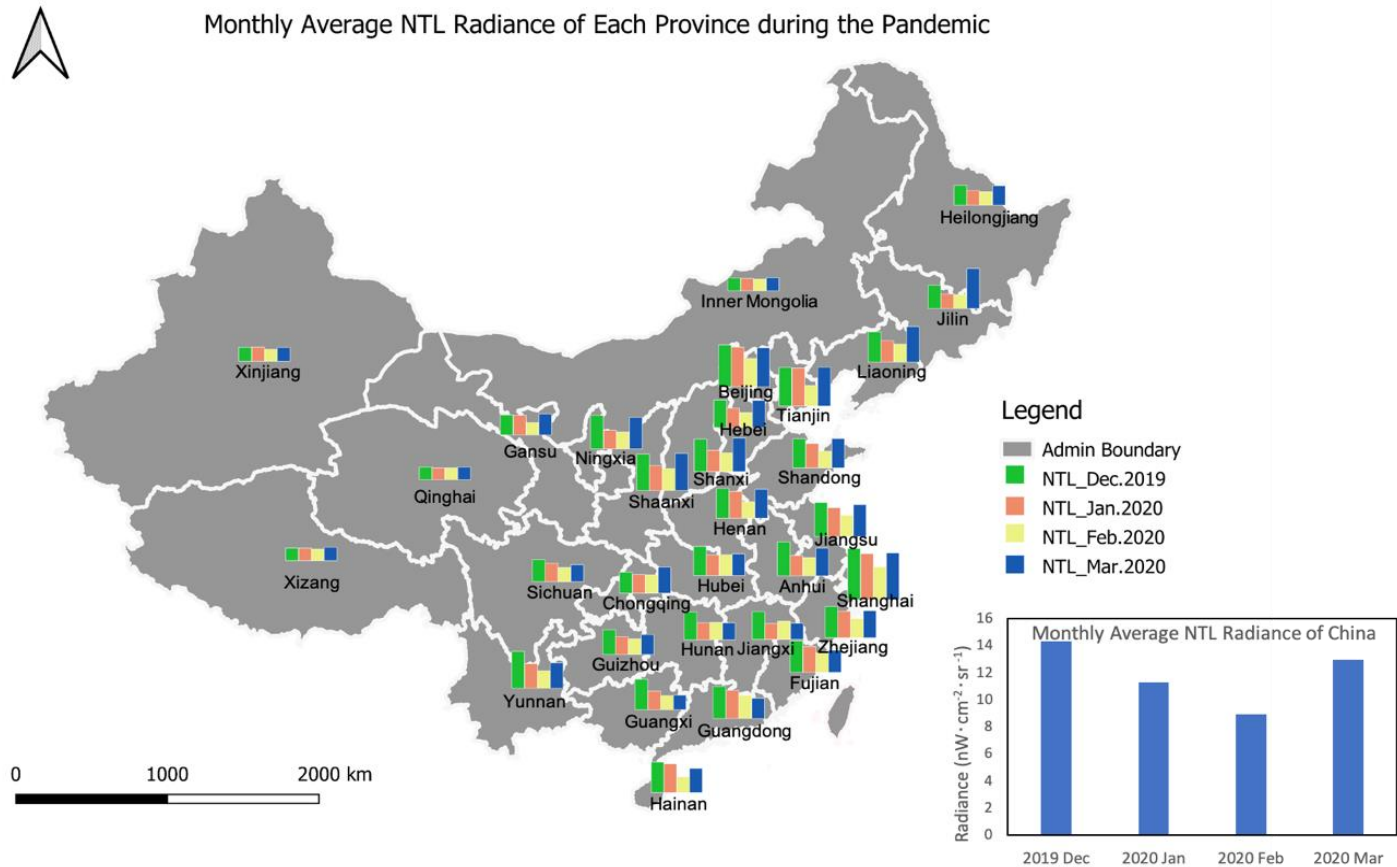 Monthly Average NTL Radiance of Each Province during the Pandemic
Heilongjiang
Inner Mongolia
Jilin
Liaoning
Xinjiang
Beijing
Tianjin
Hebei
Gansu
Ningxia
Shanxi
Shandong
Qinghai
Shaanxi
Henan
Jiangsu
Xizang
Sichuan
Chongqing
Hubei
Anhui
Shanghai
Guizhou
Hunan
Jiangxi
Zhejiang
Fujian
Yunnan
Guangxi
Guangdong
Hainan
0 1000 2000 km
Legend
Admin Boundary
NTL_Dec.2019
NTL_Jan.2020
NTL_Feb.2020
NTL_Mar.2020
Monthly Average NTL Radiance of China
Radiance (nW · cm⁻² · sr⁻¹)
16
14
12
10
8
6
4
2
0
2019 Dec 2020 Jan 2020 Feb 2020 Mar